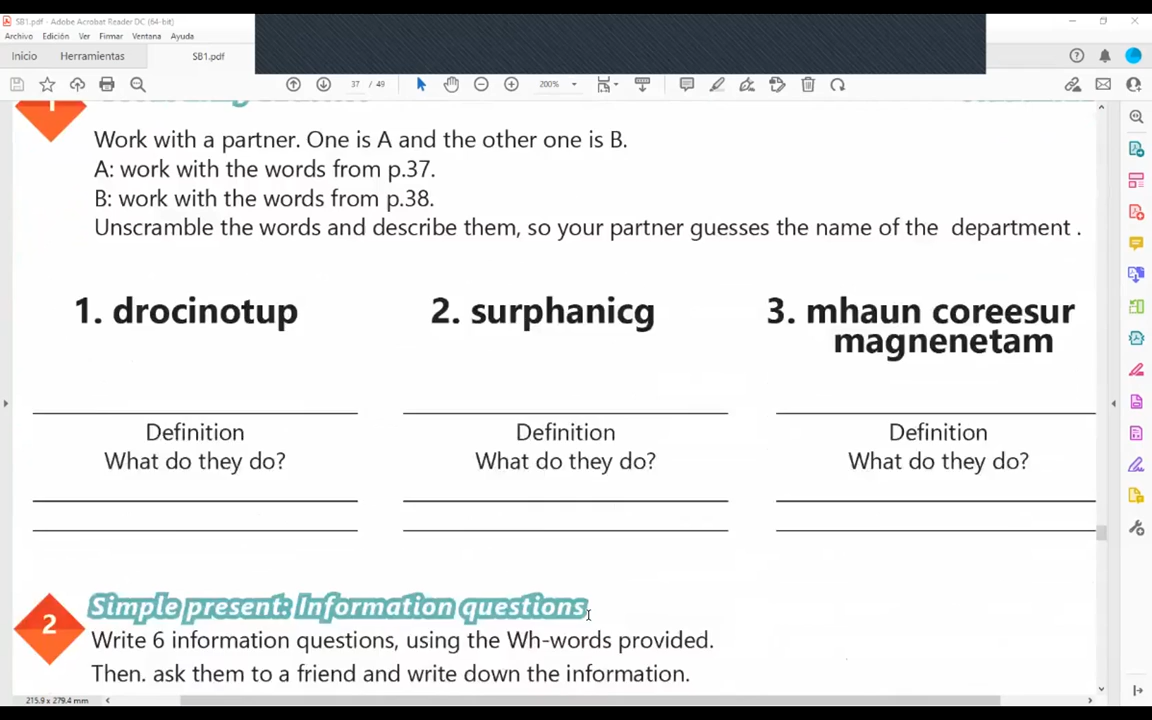 SB1.pdf - Adobe Acrobat Reader DC (64-bit)
Archivo Edición Ver Firmar Ventana Ayuda
Inicio Herramientas SB1.pdf
37 / 49 200%
1
Work with a partner. One is A and the other one is B.
A: work with the words from p.37.
B: work with the words from p.38.
Unscramble the words and describe them, so your partner guesses the name of the department .
1. drocinotup 2. surphanicg 3. mhaun coreesur
magnenetam
Definition Definition Definition
What do they do? What do they do? What do they do?
2 Simple present: Information questions
Write 6 information questions, using the Wh-words provided.
Then. ask them to a friend and write down the information.
215.9 x 279.4 mm